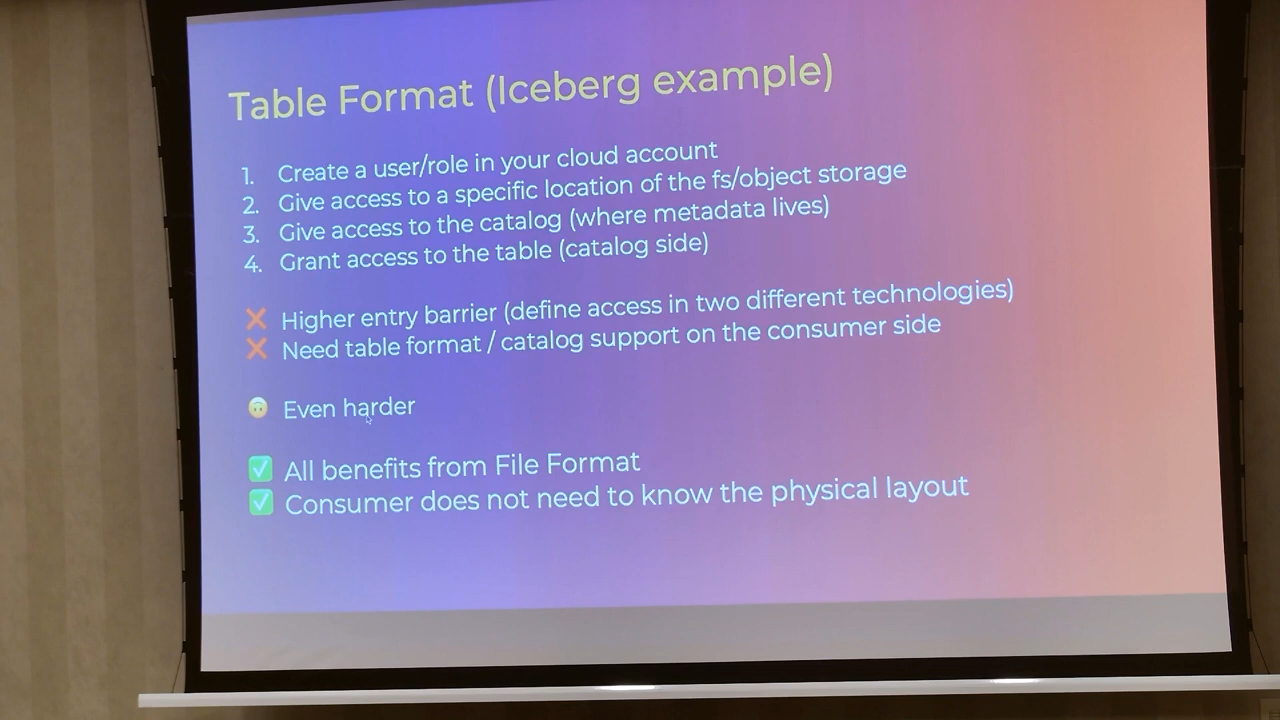 Table Format (Iceberg example)
1. Create a user/role in your cloud account
2. Give access to a specific location of the fs/object storage
3. Give access to the catalog (where metadata lives)
4. Grant access to the table (catalog side)
❌ Higher entry barrier (define access in two different technologies)
❌ Need table format / catalog support on the consumer side
🙃 Even harder
✅ All benefits from File Format
✅ Consumer does not need to know the physical layout